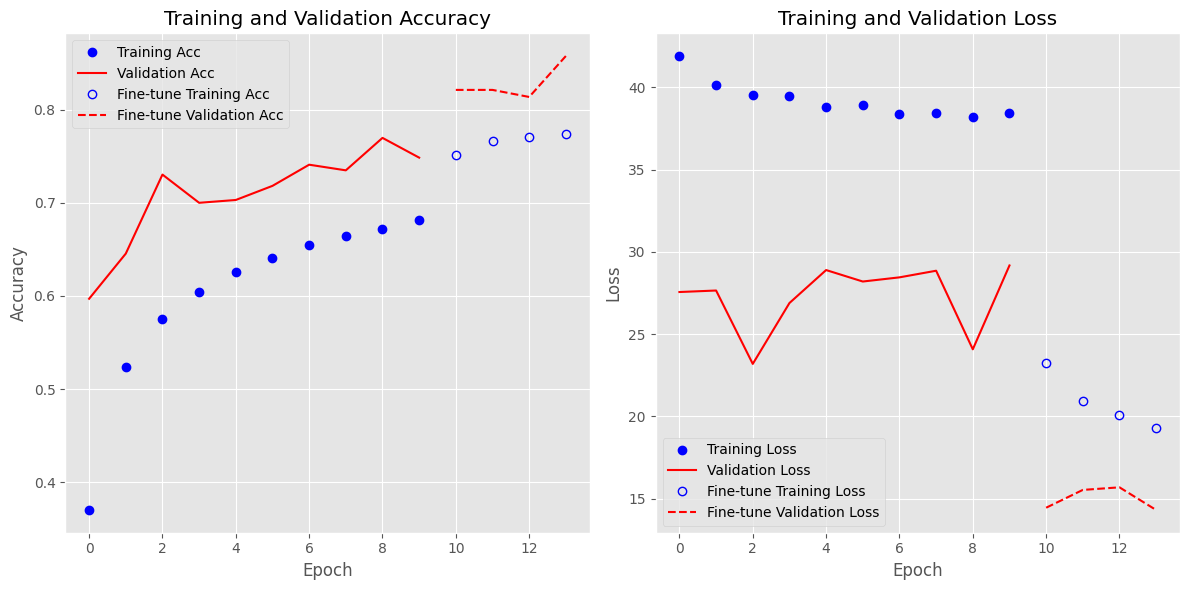 Training and Validation Accuracy
Training Acc
Validation Acc
Fine-tune Training Acc
Fine-tune Validation Acc
Accuracy
0.8
0.7
0.6
0.5
0.4
0 2 4 6 8 10 12
Epoch
Training and Validation Loss
Loss
40
35
30
25
20
15
Training Loss
Validation Loss
Fine-tune Training Loss
Fine-tune Validation Loss
0 2 4 6 8 10 12
Epoch